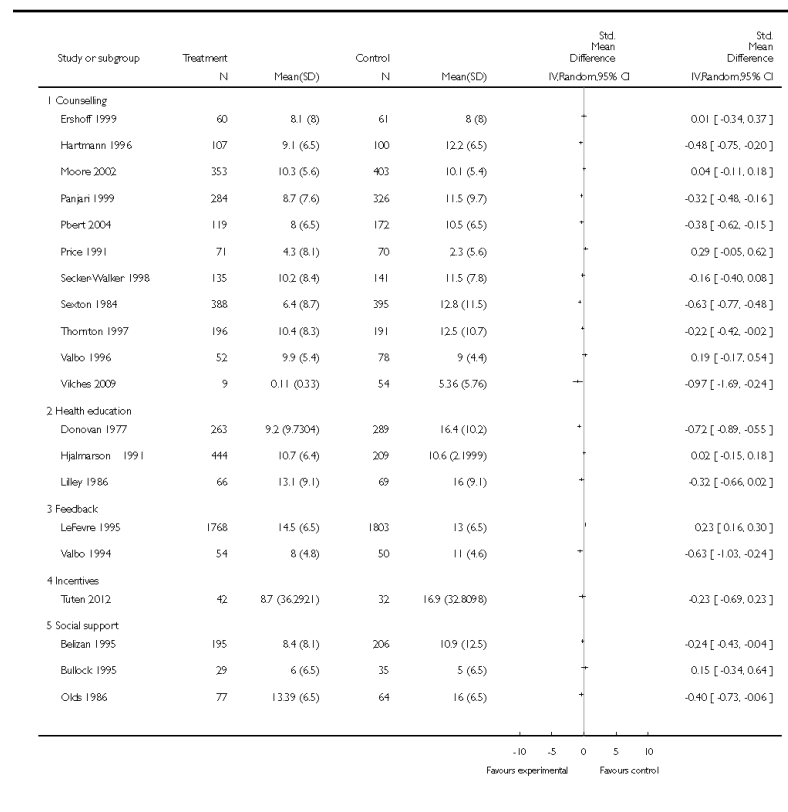 Std.
Mean
Difference
Std.
Mean
Difference
Study or subgroup Treatment Control
N Mean(SD) N Mean(SD) IV,Random,95% CI IV,Random,95% CI
1 Counselling
Ershoff 1999 60 8.1 (8) 61 8 (8) 0.01 [ -0.34, 0.37 ]
Hartmann 1996 107 9.1 (6.5) 100 12.2 (6.5) -0.48 [ -0.75, -0.20 ]
Moore 2002 353 10.3 (5.6) 403 10.1 (5.4) 0.04 [ -0.11, 0.18 ]
Panjari 1999 284 8.7 (7.6) 326 11.5 (9.7) -0.32 [ -0.48, -0.16 ]
Pbert 2004 119 8 (6.5) 172 10.5 (6.5) -0.38 [ -0.62, -0.15 ]
Price 1991 71 4.3 (8.1) 70 2.3 (5.6) 0.29 [ -0.05, 0.62 ]
Secker-Walker 1998 135 10.2 (8.4) 141 11.5 (7.8) -0.16 [ -0.40, 0.08 ]
Sexton 1984 388 6.4 (8.7) 395 12.8 (11.5) -0.63 [ -0.77, -0.48 ]
Thornton 1997 196 10.4 (8.3) 191 12.5 (10.7) -0.22 [ -0.42, -0.02 ]
Valbo 1996 52 9.9 (5.4) 78 9 (4.4) 0.19 [ -0.17, 0.54 ]
Vilches 2009 9 0.11 (0.33) 54 5.36 (5.76) -0.97 [ -1.69, -0.24 ]
2 Health education
Donovan 1977 263 9.2 (9.7304) 289 16.4 (10.2) -0.72 [ -0.89, -0.55 ]
Hjalmarson 1991 444 10.7 (6.4) 209 10.6 (2.1999) 0.02 [ -0.15, 0.18 ]
Lilley 1986 66 13.1 (9.1) 69 16 (9.1) -0.32 [ -0.66, 0.02 ]
3 Feedback
LeFevre 1995 1768 14.5 (6.5) 1803 13 (6.5) 0.23 [ 0.16, 0.30 ]
Valbo 1994 54 8 (4.8) 50 11 (4.6) -0.63 [ -1.03, -0.24 ]
4 Incentives
Tuten 2012 42 8.7 (36.2921) 32 16.9 (32.8098) -0.23 [ -0.69, 0.23 ]
5 Social support
Belizan 1995 195 8.4 (8.1) 206 10.9 (12.5) -0.24 [ -0.43, -0.04 ]
Bullock 1995 29 6 (6.5) 35 5 (6.5) 0.15 [ -0.34, 0.64 ]
Olds 1986 77 13.39 (6.5) 64 16 (6.5) -0.40 [ -0.73, -0.06 ]
-10 -5 0 5 10
Favours experimental Favours control